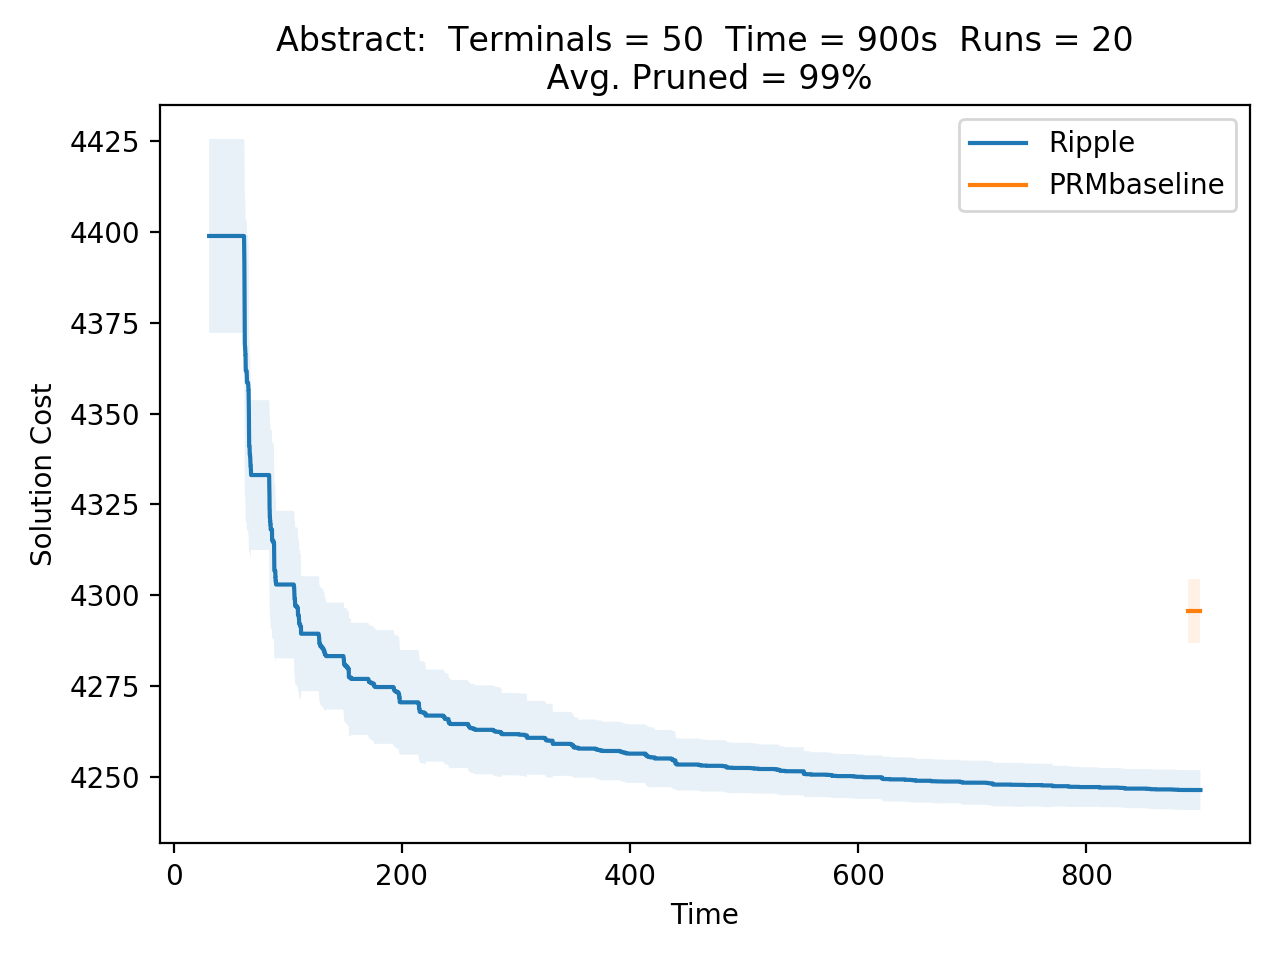 Abstract:  Terminals = 50  Time = 900s  Runs = 20
Avg. Pruned = 99%
Ripple
PRMbaseline
Solution Cost
4425
4400
4375
4350
4325
4300
4275
4250
0 200 400 600 800
Time